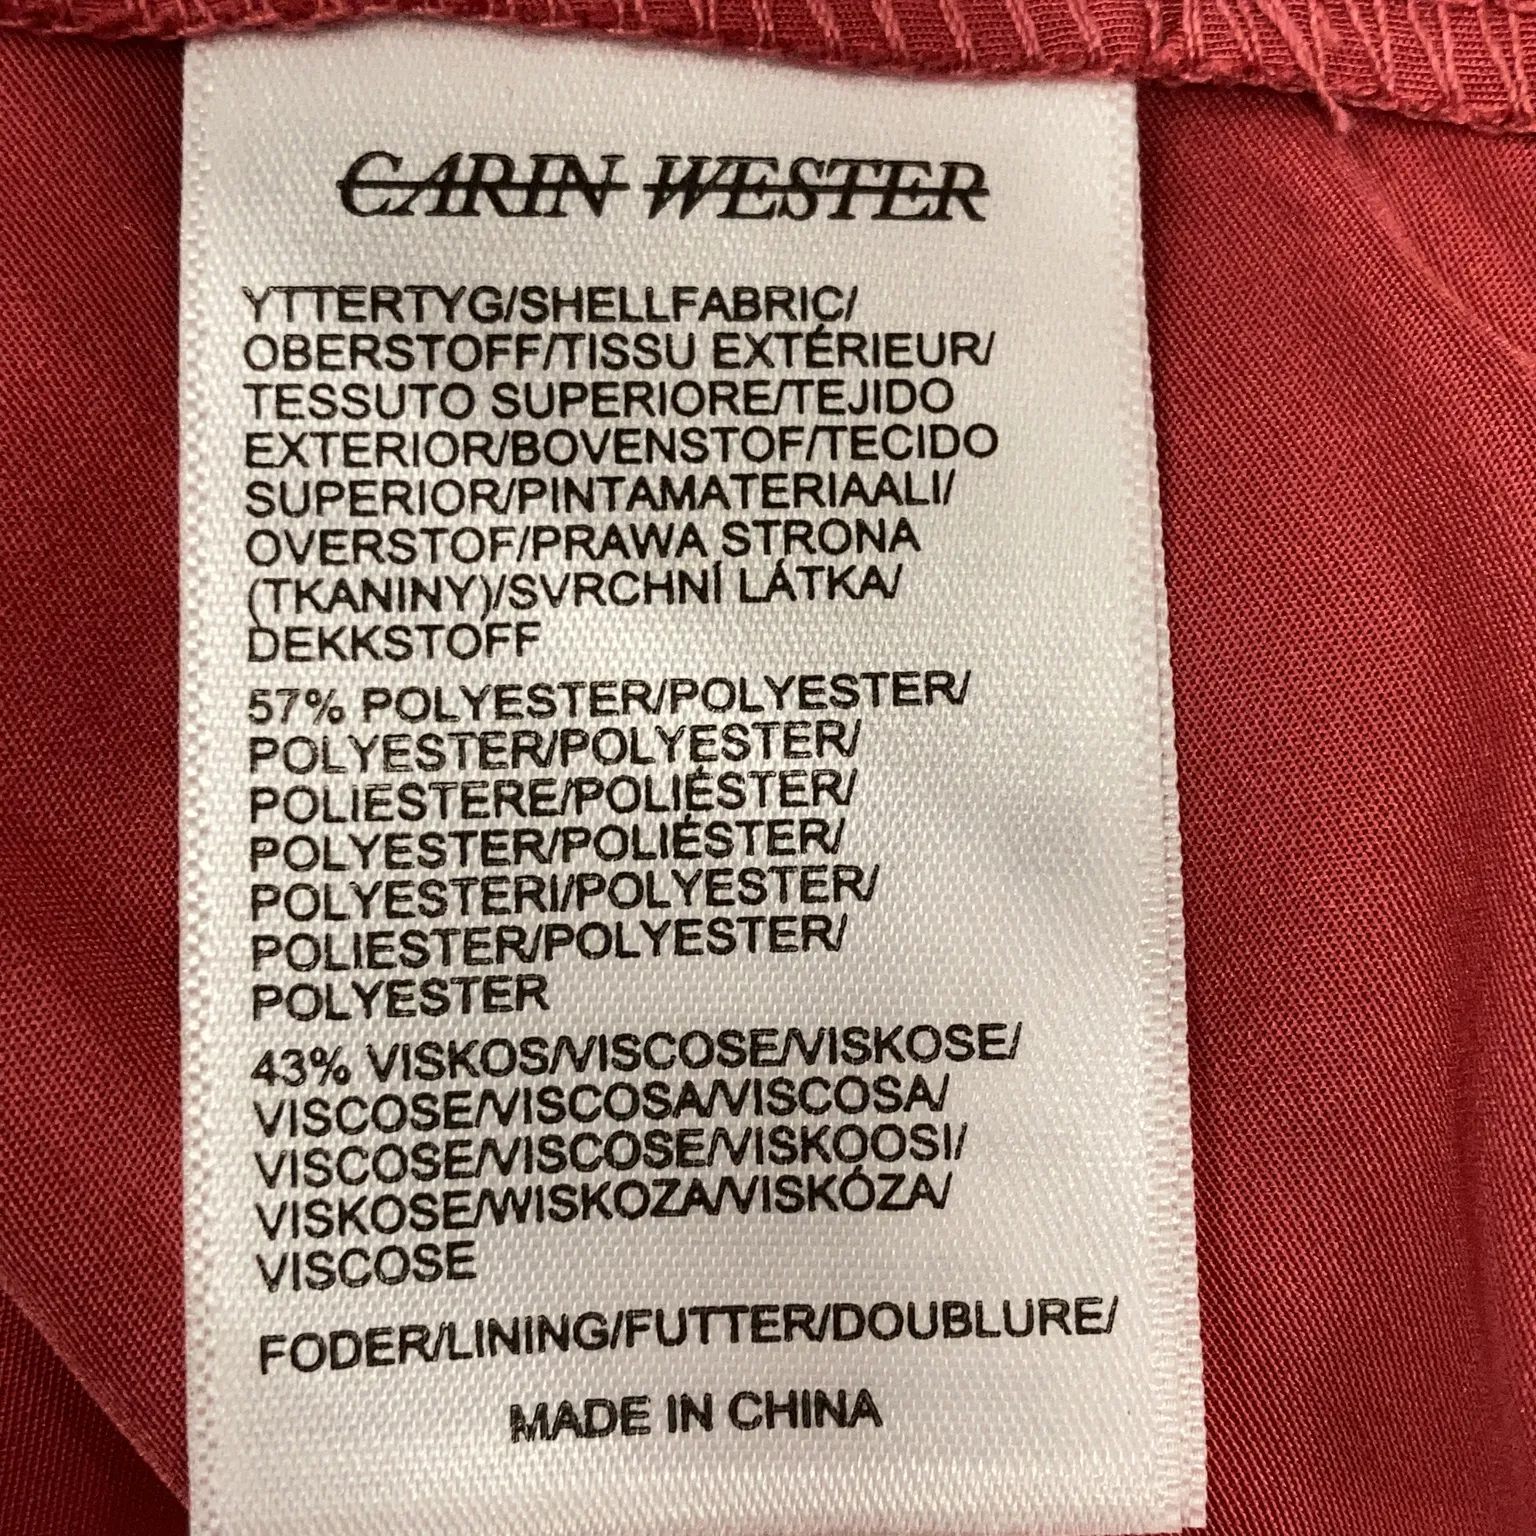 CARIN WESTER
YTTERTYG/SHELLFABRIC/
OBERSTOFF/TISSU EXTÉRIEUR/
TESSUTO SUPERIORE/TEJIDO
EXTERIOR/BOVENSTOF/TECIDO
SUPERIOR/PINTAMATERIAALI/
OVERSTOF/PRAWA STRONA
(TKANINY)/SVRCHNÍ LÁTKA/
DEKKSTOFF
57% POLYESTER/POLYESTER/
POLYESTER/POLYESTER/
POLIESTERE/POLIÉSTER/
POLYESTER/POLIÉSTER/
POLYESTERI/POLYESTER/
POLIESTER/POLYESTER/
POLYESTER
43% VISKOS/VISCOSE/VISKOSE/
VISCOSE/VISCOSA/VISCOSA/
VISCOSE/VISCOSE/VISKOOSI/
VISKOSE/WISKOZA/VISKÓZA/
VISCOSE
FODER/LINING/FUTTER/DOUBLURE/
MADE IN CHINA